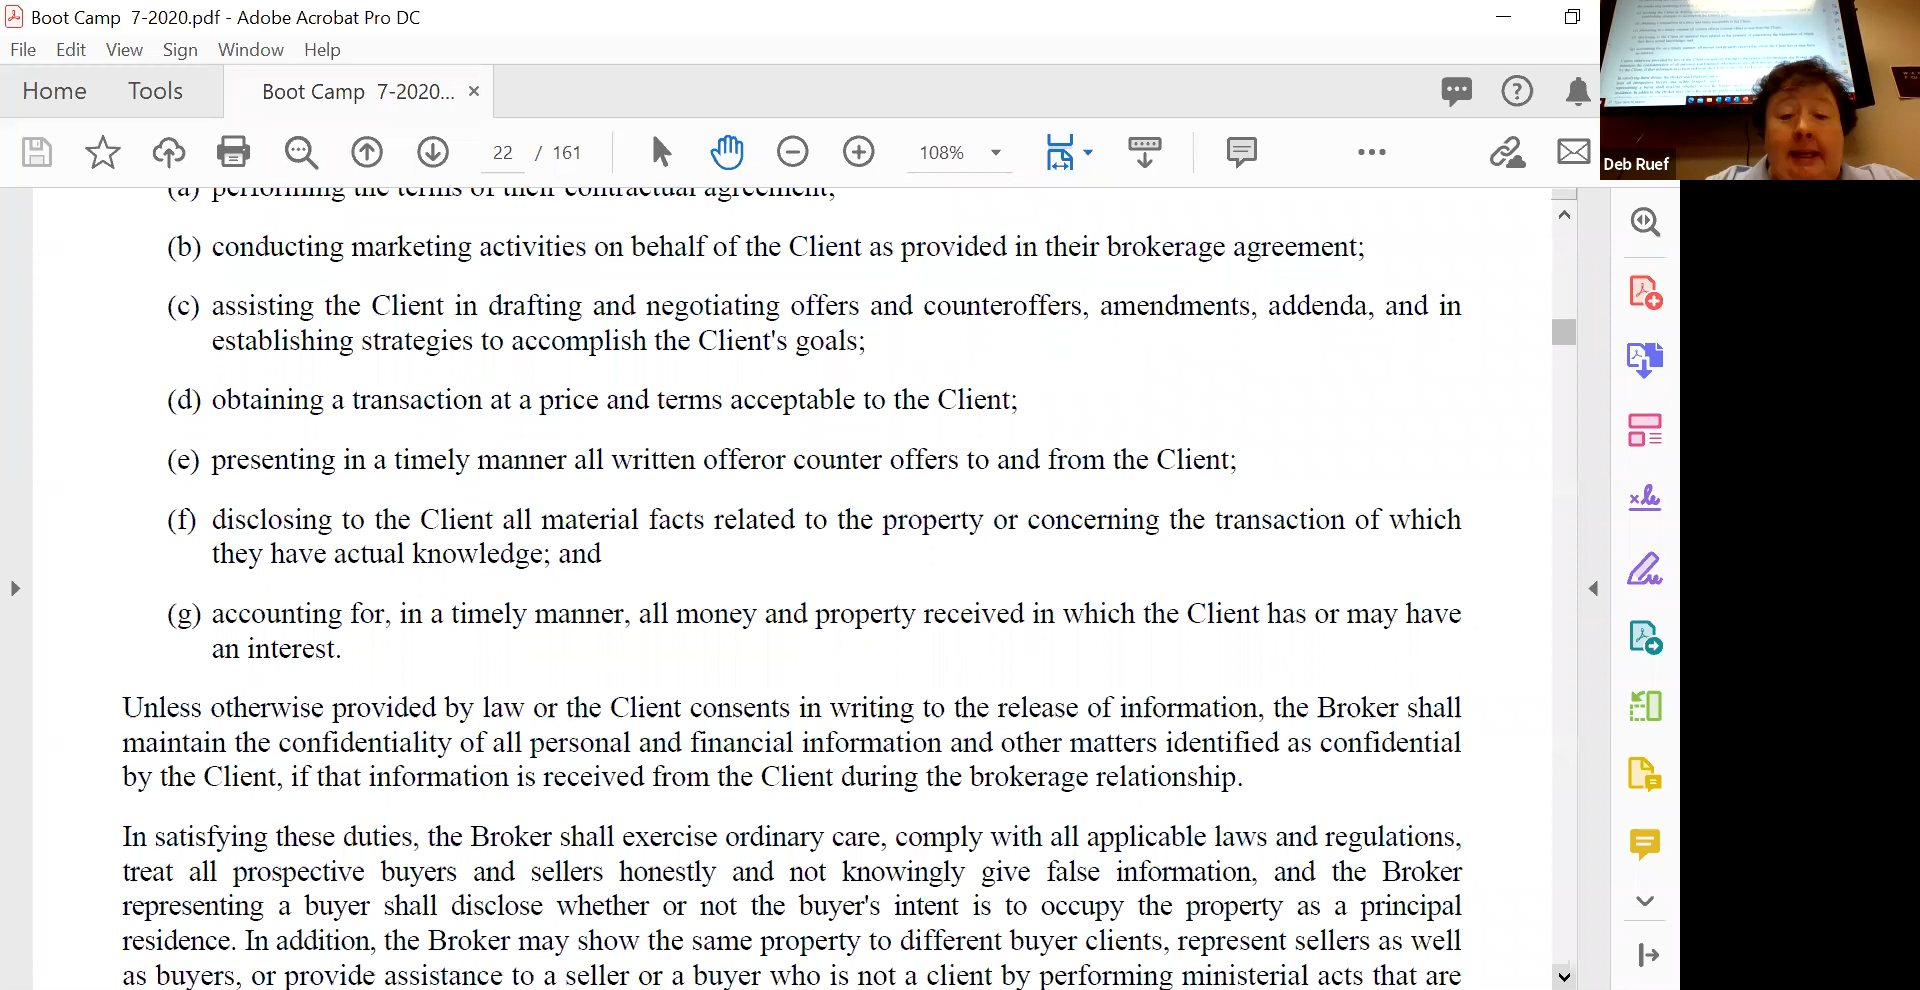 Boot Camp 7-2020.pdf - Adobe Acrobat Pro DC
File Edit View Sign Window Help
Home Tools Boot Camp 7-2020... ×
22 / 161 108%
Deb Ruef
(a) performing the terms of their contractual agreement;
(b) conducting marketing activities on behalf of the Client as provided in their brokerage agreement;
(c) assisting the Client in drafting and negotiating offers and counteroffers, amendments, addenda, and in
establishing strategies to accomplish the Client's goals;
(d) obtaining a transaction at a price and terms acceptable to the Client;
(e) presenting in a timely manner all written offeror counter offers to and from the Client;
(f) disclosing to the Client all material facts related to the property or concerning the transaction of which
they have actual knowledge; and
(g) accounting for, in a timely manner, all money and property received in which the Client has or may have
an interest.
Unless otherwise provided by law or the Client consents in writing to the release of information, the Broker shall
maintain the confidentiality of all personal and financial information and other matters identified as confidential
by the Client, if that information is received from the Client during the brokerage relationship.
In satisfying these duties, the Broker shall exercise ordinary care, comply with all applicable laws and regulations,
treat all prospective buyers and sellers honestly and not knowingly give false information, and the Broker
representing a buyer shall disclose whether or not the buyer's intent is to occupy the property as a principal
residence. In addition, the Broker may show the same property to different buyer clients, represent sellers as well
as buyers, or provide assistance to a seller or a buyer who is not a client by performing ministerial acts that are